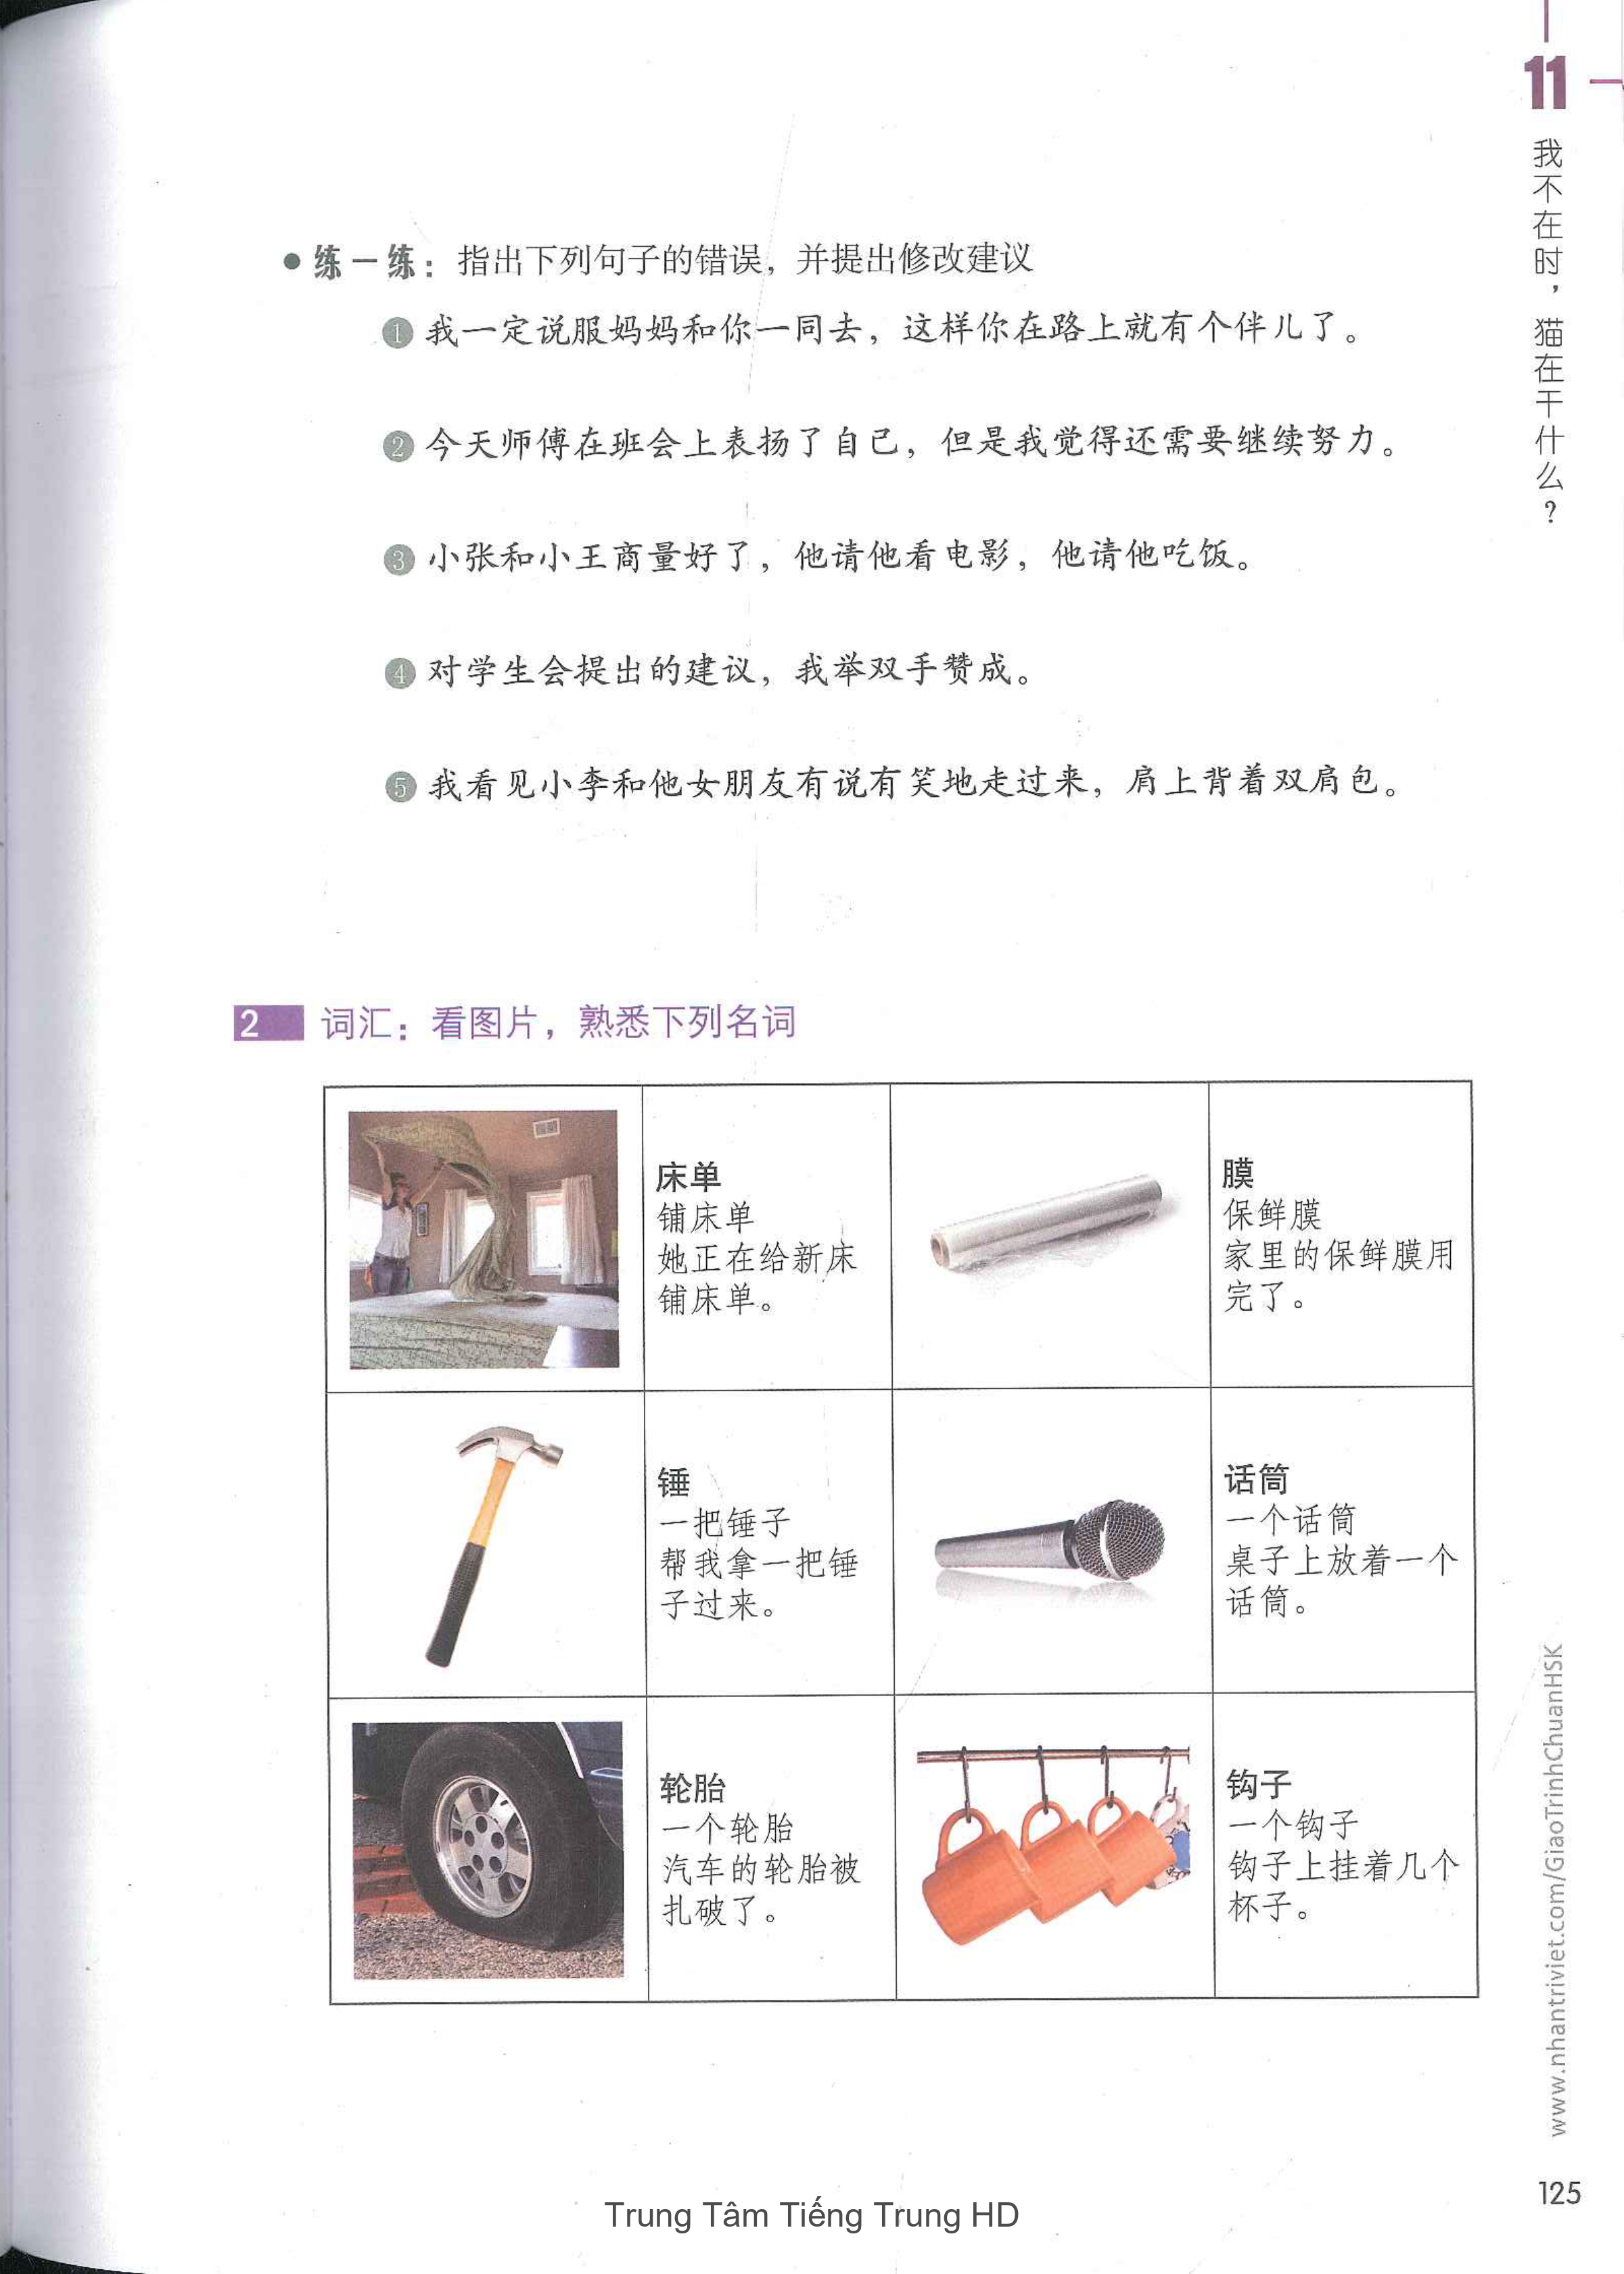 11
我不在时，猫在干什么？
● 练一练：指出下列句子的错误，并提出修改建议
1 我一定说服妈妈和你一同去，这样你在路上就有个伴儿了。
2 今天师傅在班会上表扬了自己，但是我觉得还需要继续努力。
3 小张和小王商量好了，他请他看电影，他请他吃饭。
4 对学生会提出的建议，我举双手赞成。
5 我看见小李和他女朋友有说有笑地走过来，肩上背着双肩包。
2 词汇：看图片，熟悉下列名词
床单
铺床单
她正在给新床
铺床单。
膜
保鲜膜
家里的保鲜膜用
完了。
锤
一把锤子
帮我拿一把锤
子过来。
话筒
一个话筒
桌子上放着一个
话筒。
轮胎
一个轮胎
汽车的轮胎被
扎破了。
钩子
一个钩子
钩子上挂着几个
杯子。
www.nhantriviet.com/GiaoTrinhChuanHSK
125
Trung Tâm Tiếng Trung HD